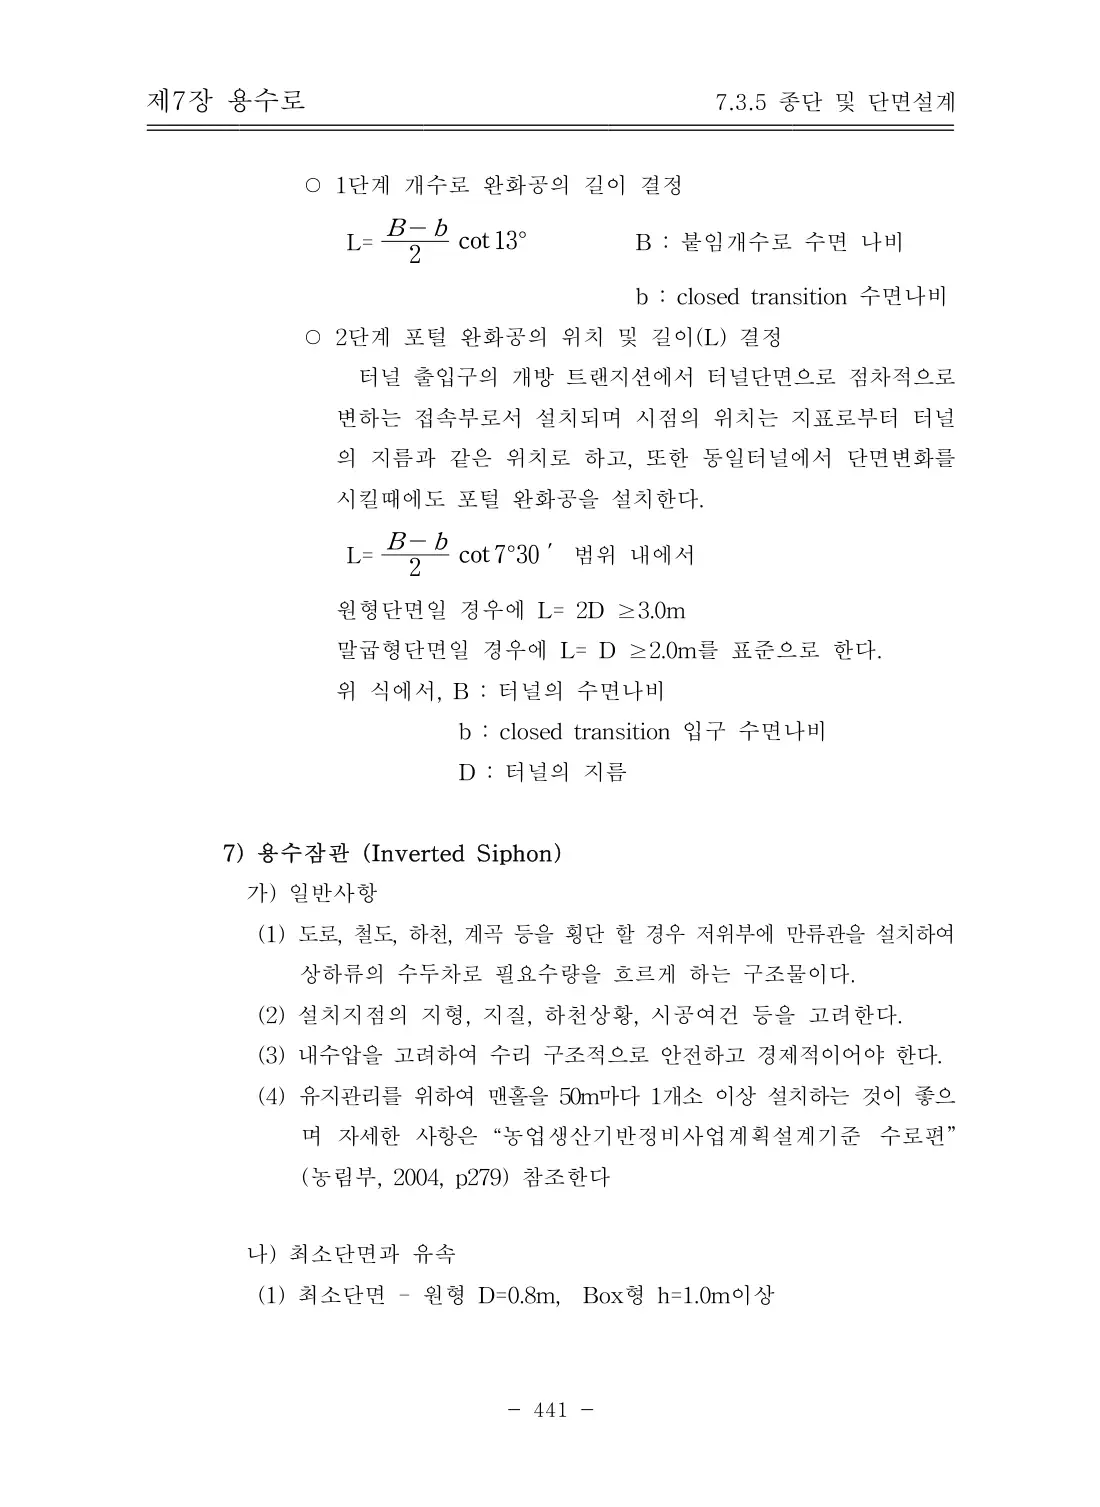 제7장 용수로
7.3.5 종단 및 단면설계
○ 1단계 개수로 완화공의 길이 결정
L= (B－b)/2 cot 13° B : 붙임개수로 수면 나비
b : closed transition 수면나비
○ 2단계 포털 완화공의 위치 및 길이(L) 결정
터널 출입구의 개방 트랜지션에서 터널단면으로 점차적으로
변하는 접속부로서 설치되며 시점의 위치는 지표로부터 터널
의 지름과 같은 위치로 하고, 또한 동일터널에서 단면변화를
시킬때에도 포털 완화공을 설치한다.
L= (B－b)/2 cot 7°30 ′ 범위 내에서
원형단면일 경우에 L= 2D ≥3.0m
말굽형단면일 경우에 L= D ≥2.0m를 표준으로 한다.
위 식에서, B : 터널의 수면나비
b : closed transition 입구 수면나비
D : 터널의 지름
7) 용수잠관 (Inverted Siphon)
가) 일반사항
(1) 도로, 철도, 하천, 계곡 등을 횡단 할 경우 저위부에 만류관을 설치하여
상하류의 수두차로 필요수량을 흐르게 하는 구조물이다.
(2) 설치지점의 지형, 지질, 하천상황, 시공여건 등을 고려한다.
(3) 내수압을 고려하여 수리 구조적으로 안전하고 경제적이어야 한다.
(4) 유지관리를 위하여 맨홀을 50m마다 1개소 이상 설치하는 것이 좋으
며 자세한 사항은 “농업생산기반정비사업계획설계기준 수로편”
(농림부, 2004, p279) 참조한다
나) 최소단면과 유속
(1) 최소단면 - 원형 D=0.8m, Box형 h=1.0m이상
- 441 -